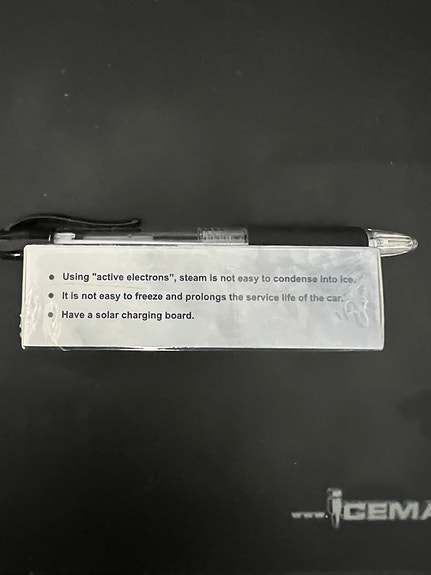 • Using "active electrons", steam is not easy to condense into ice.
• It is not easy to freeze and prolongs the service life of the car.
• Have a solar charging board.
www.iCEMA